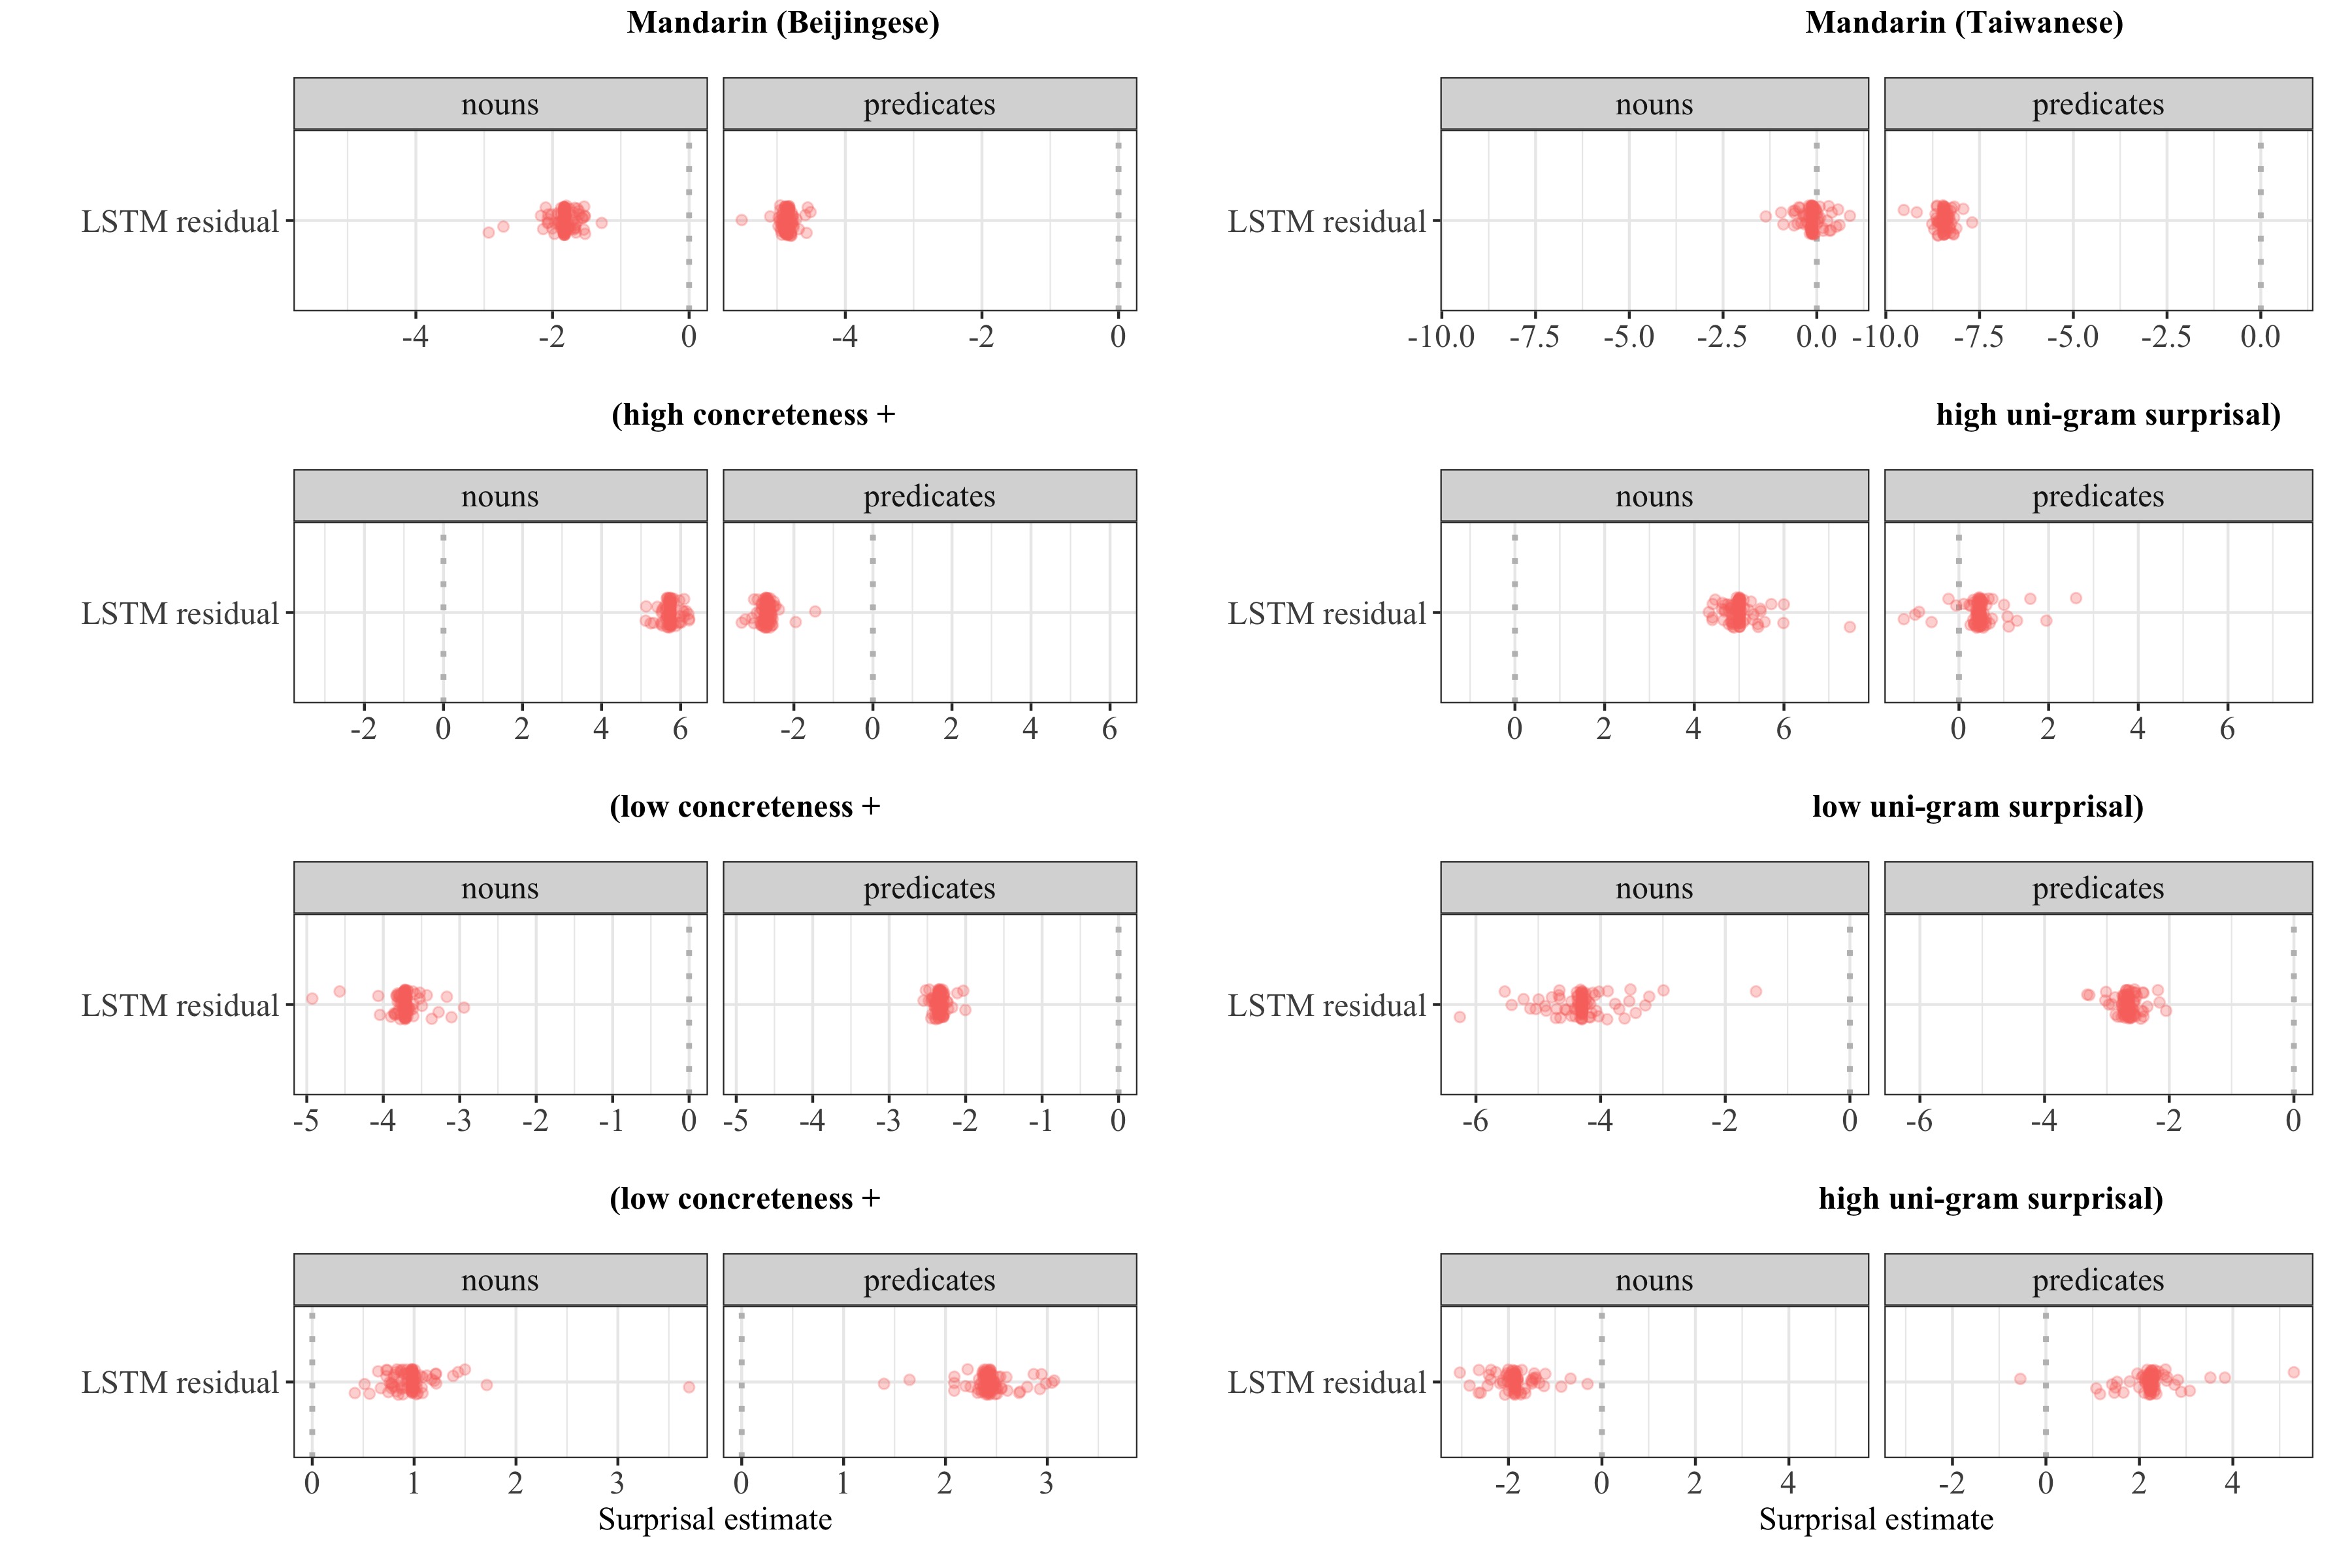 Mandarin (Beijingese) Mandarin (Taiwanese)
nouns predicates nouns predicates
LSTM residual LSTM residual
-4 -2 0 -4 -2 0 -10.0 -7.5 -5.0 -2.5 0.0 -10.0 -7.5 -5.0 -2.5 0.0
(high concreteness + high uni-gram surprisal)
nouns predicates nouns predicates
LSTM residual LSTM residual
-2 0 2 4 6 -2 0 2 4 6 0 2 4 6 0 2 4 6
(low concreteness + low uni-gram surprisal)
nouns predicates nouns predicates
LSTM residual LSTM residual
-5 -4 -3 -2 -1 0 -5 -4 -3 -2 -1 0 -6 -4 -2 0 -6 -4 -2 0
(low concreteness + high uni-gram surprisal)
nouns predicates nouns predicates
LSTM residual LSTM residual
0 1 2 3 0 1 2 3 -2 0 2 4 -2 0 2 4
Surprisal estimate Surprisal estimate